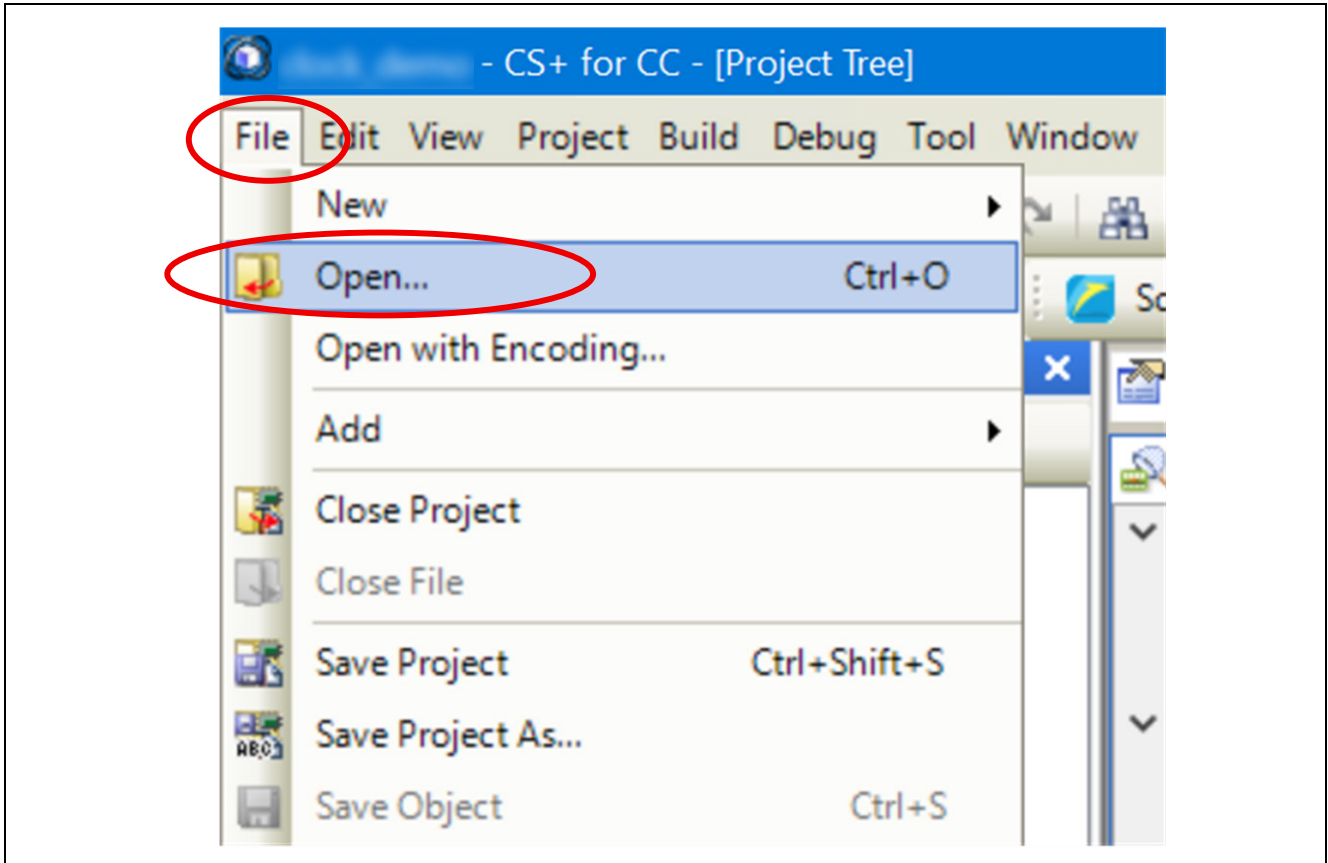 - CS+ for CC - [Project Tree]
File Edit View Project Build Debug Tool Window
New
Open... Ctrl+O
Open with Encoding...
Add
Close Project
Close File
Save Project Ctrl+Shift+S
Save Project As...
Save Object Ctrl+S